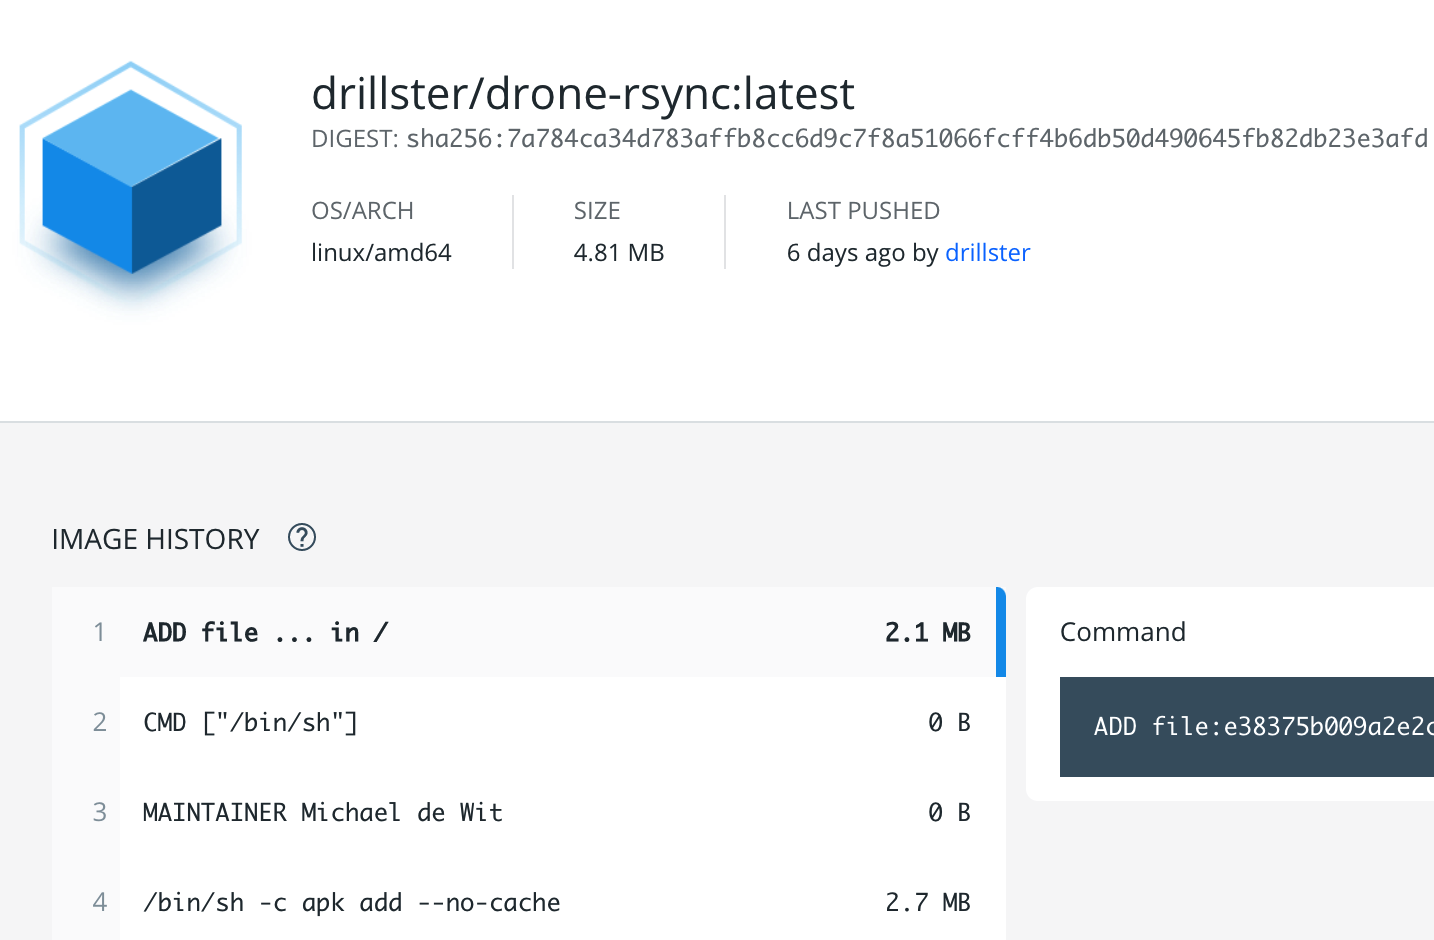 drillster/drone-rsync:latest
DIGEST: sha256:7a784ca34d783affb8cc6d9c7f8a51066fcff4b6db50d490645fb82db23e3afd
OS/ARCH SIZE LAST PUSHED
linux/amd64 4.81 MB 6 days ago by drillster
IMAGE HISTORY ?
1 ADD file ... in / 2.1 MB
Command
2 CMD ["/bin/sh"] 0 B
ADD file:e38375b009a2e2c
3 MAINTAINER Michael de Wit 0 B
4 /bin/sh -c apk add --no-cache 2.7 MB